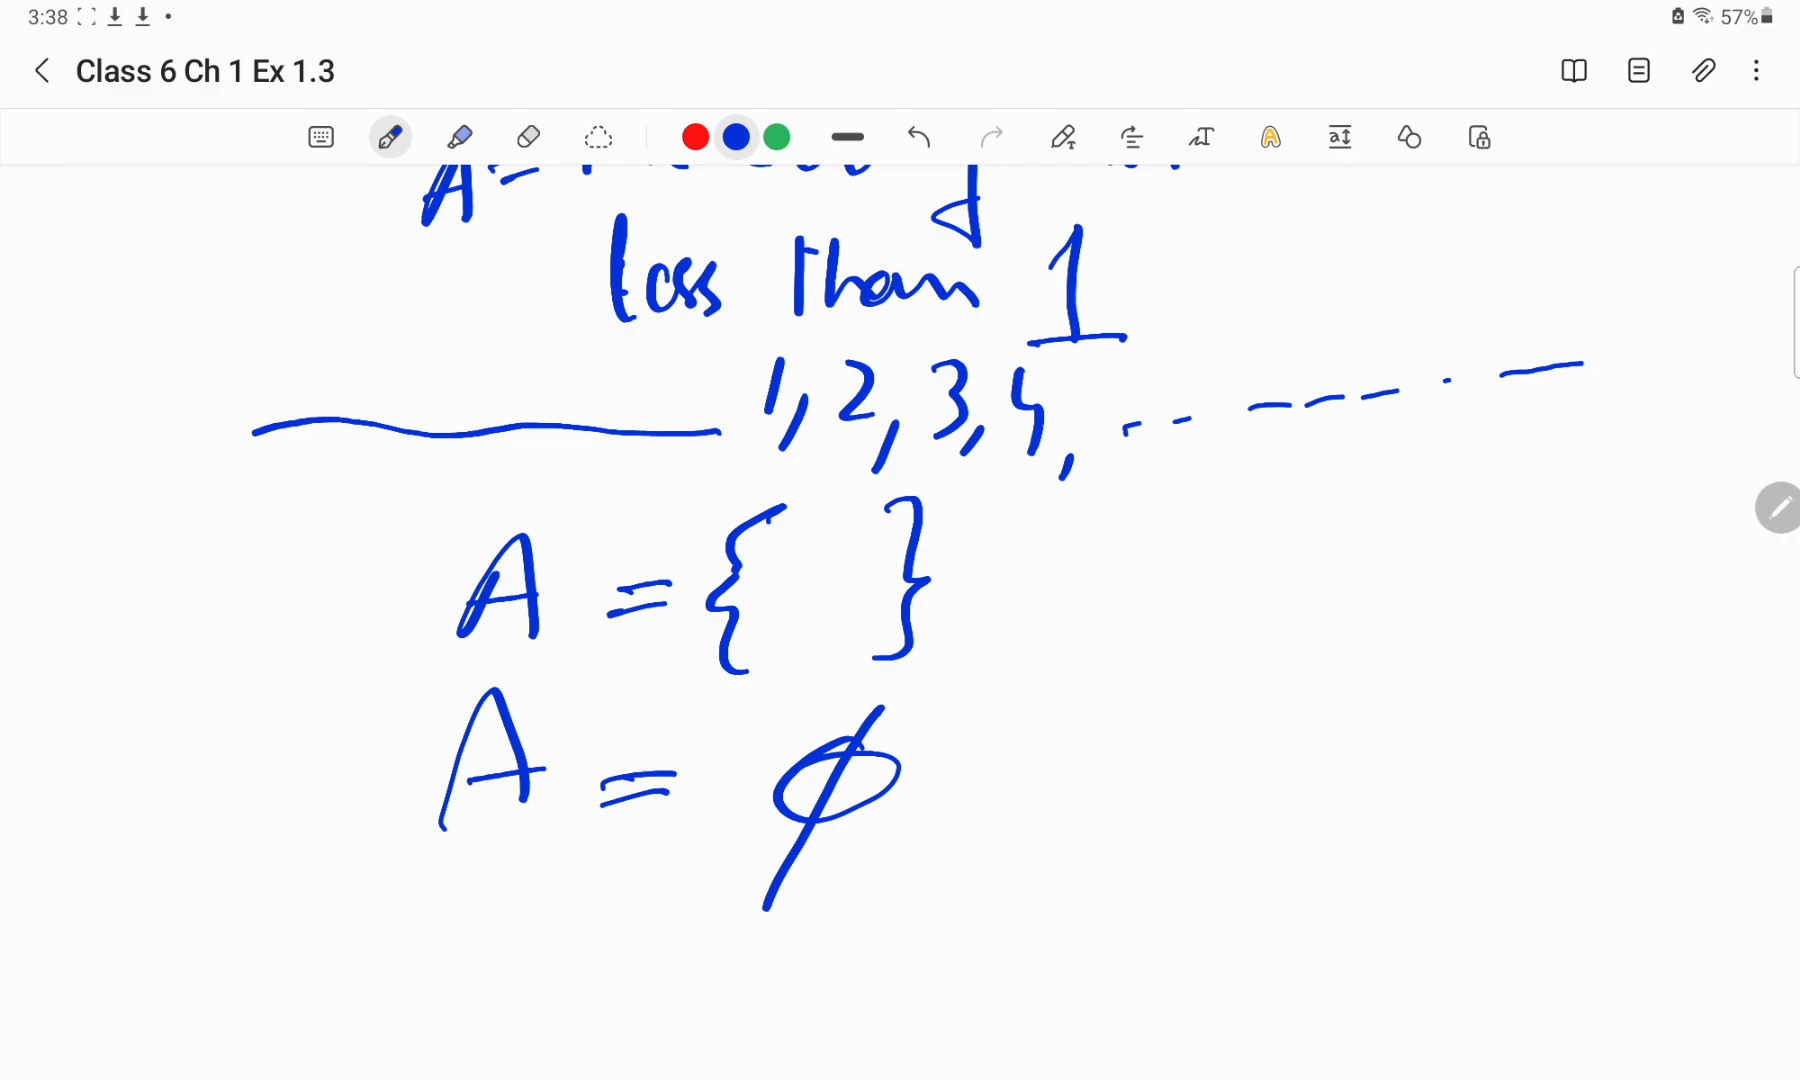 3:38 57%
Class 6 Ch 1 Ex 1.3
A=
less than 1
1, 2, 3, 4, -- --- . —
A = { }
A = ϕ